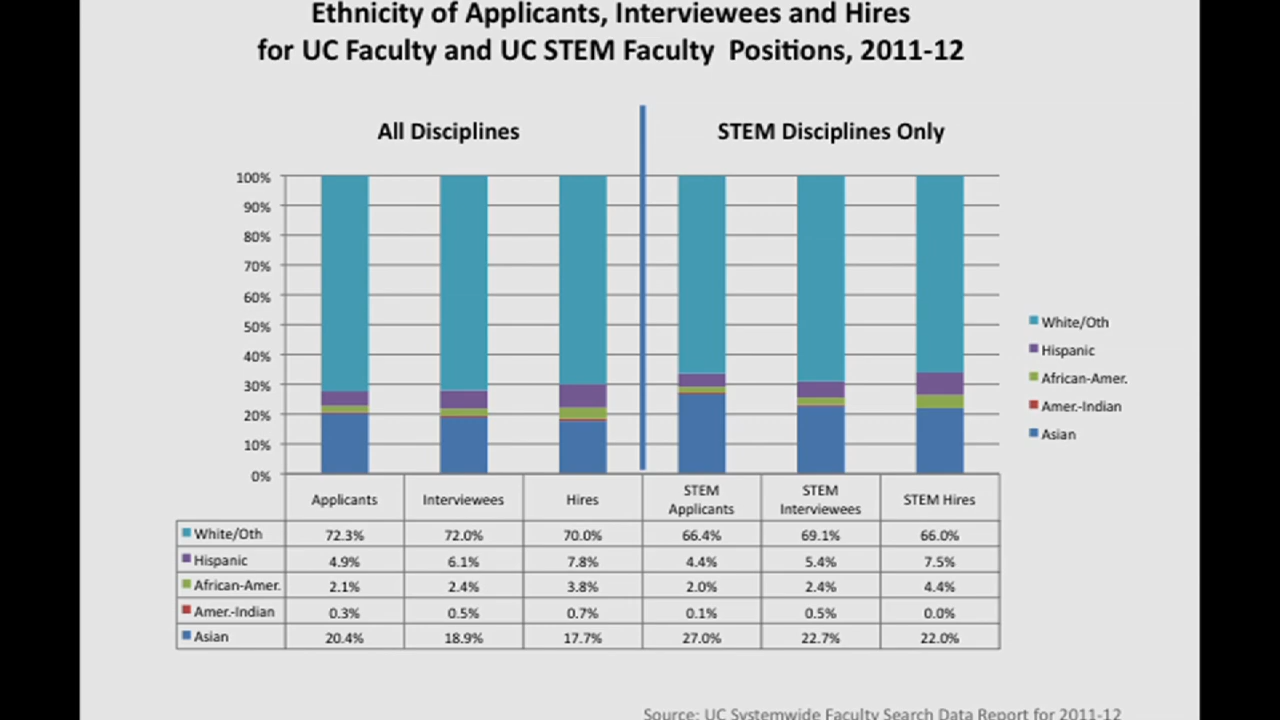 Ethnicity of Applicants, Interviewees and Hires
for UC Faculty and UC STEM Faculty Positions, 2011-12
All Disciplines
STEM Disciplines Only
100%
90%
80%
70%
60%
50%
40%
30%
20%
10%
0%
White/Oth
Hispanic
African-Amer.
Amer.-Indian
Asian
Applicants Interviewees Hires STEM Applicants STEM Interviewees STEM Hires
White/Oth 72.3% 72.0% 70.0% 66.4% 69.1% 66.0%
Hispanic 4.9% 6.1% 7.8% 4.4% 5.4% 7.5%
African-Amer. 2.1% 2.4% 3.8% 2.0% 2.4% 4.4%
Amer.-Indian 0.3% 0.5% 0.7% 0.1% 0.5% 0.0%
Asian 20.4% 18.9% 17.7% 27.0% 22.7% 22.0%
Source: UC Systemwide Faculty Search Data Report for 2011-12